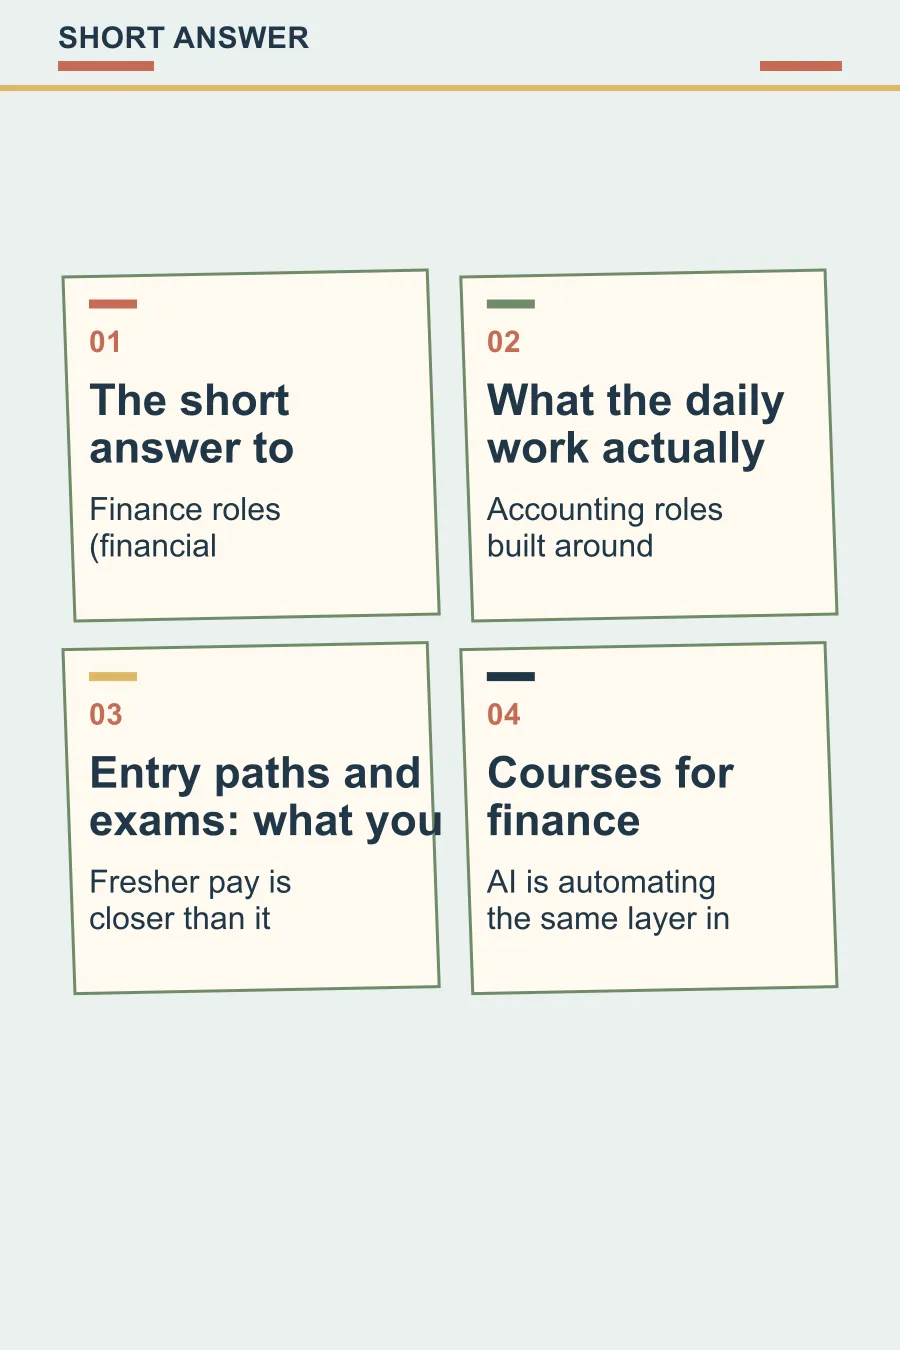 SHORT ANSWER
01
The short
answer to
Finance roles
(financial
02
What the daily
work actually
Accounting roles
built around
03
Entry paths and
exams: what you
Fresher pay is
closer than it
04
Courses for
finance
AI is automating
the same layer in